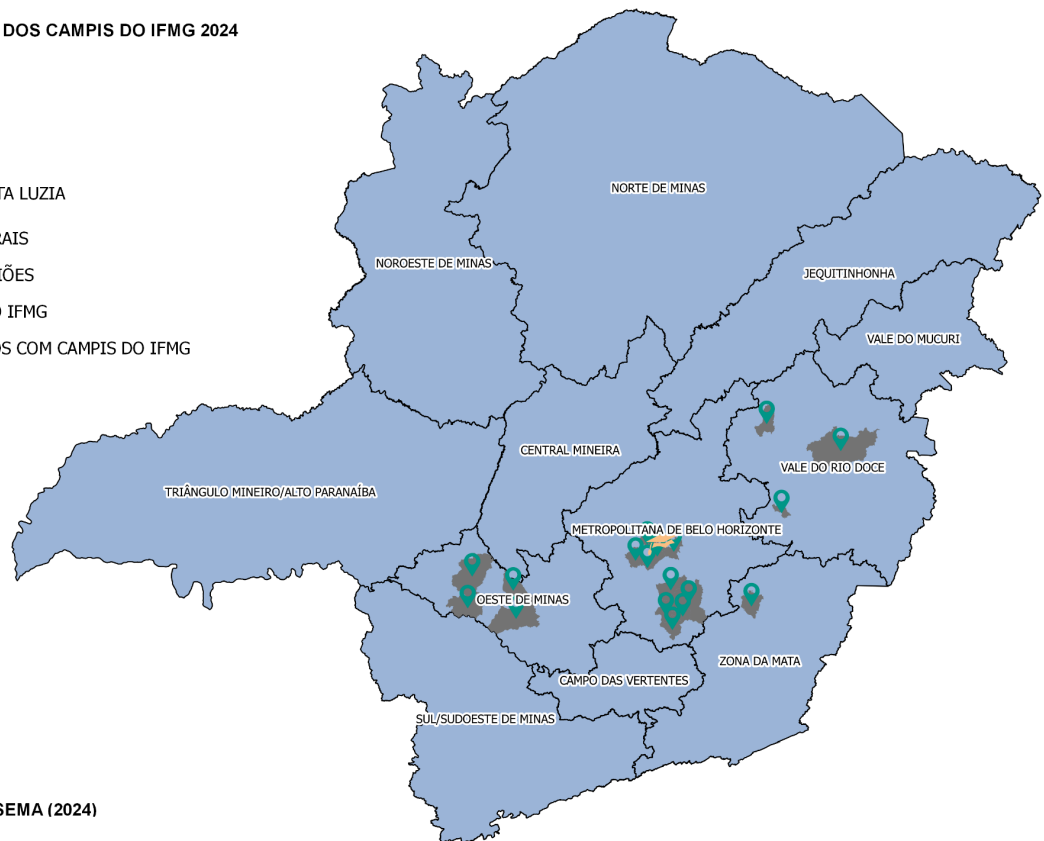 DOS CAMPIS DO IFMG 2024
TA LUZIA
RAIS
IÕES
O IFMG
OS COM CAMPIS DO IFMG
NORTE DE MINAS
NOROESTE DE MINAS
JEQUITINHONHA
VALE DO MUCURI
CENTRAL MINEIRA
VALE DO RIO DOCE
TRIÂNGULO MINEIRO/ALTO PARANAÍBA
METROPOLITANA DE BELO HORIZONTE
OESTE DE MINAS
ZONA DA MATA
CAMPO DAS VERTENTES
SUL/SUDOESTE DE MINAS
SEMA (2024)